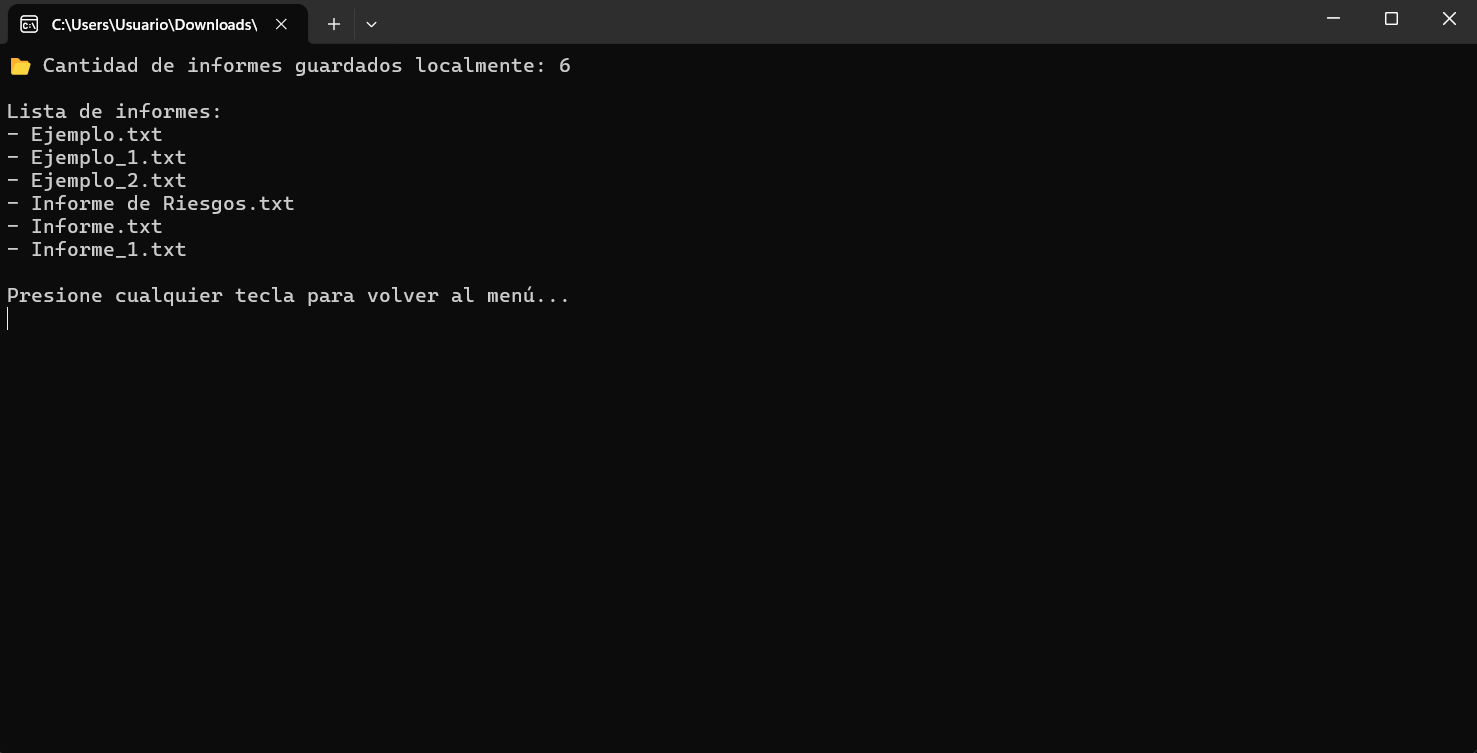 C:\Users\Usuario\Downloads\
📂 Cantidad de informes guardados localmente: 6
Lista de informes:
- Ejemplo.txt
- Ejemplo_1.txt
- Ejemplo_2.txt
- Informe de Riesgos.txt
- Informe.txt
- Informe_1.txt
Presione cualquier tecla para volver al menú...